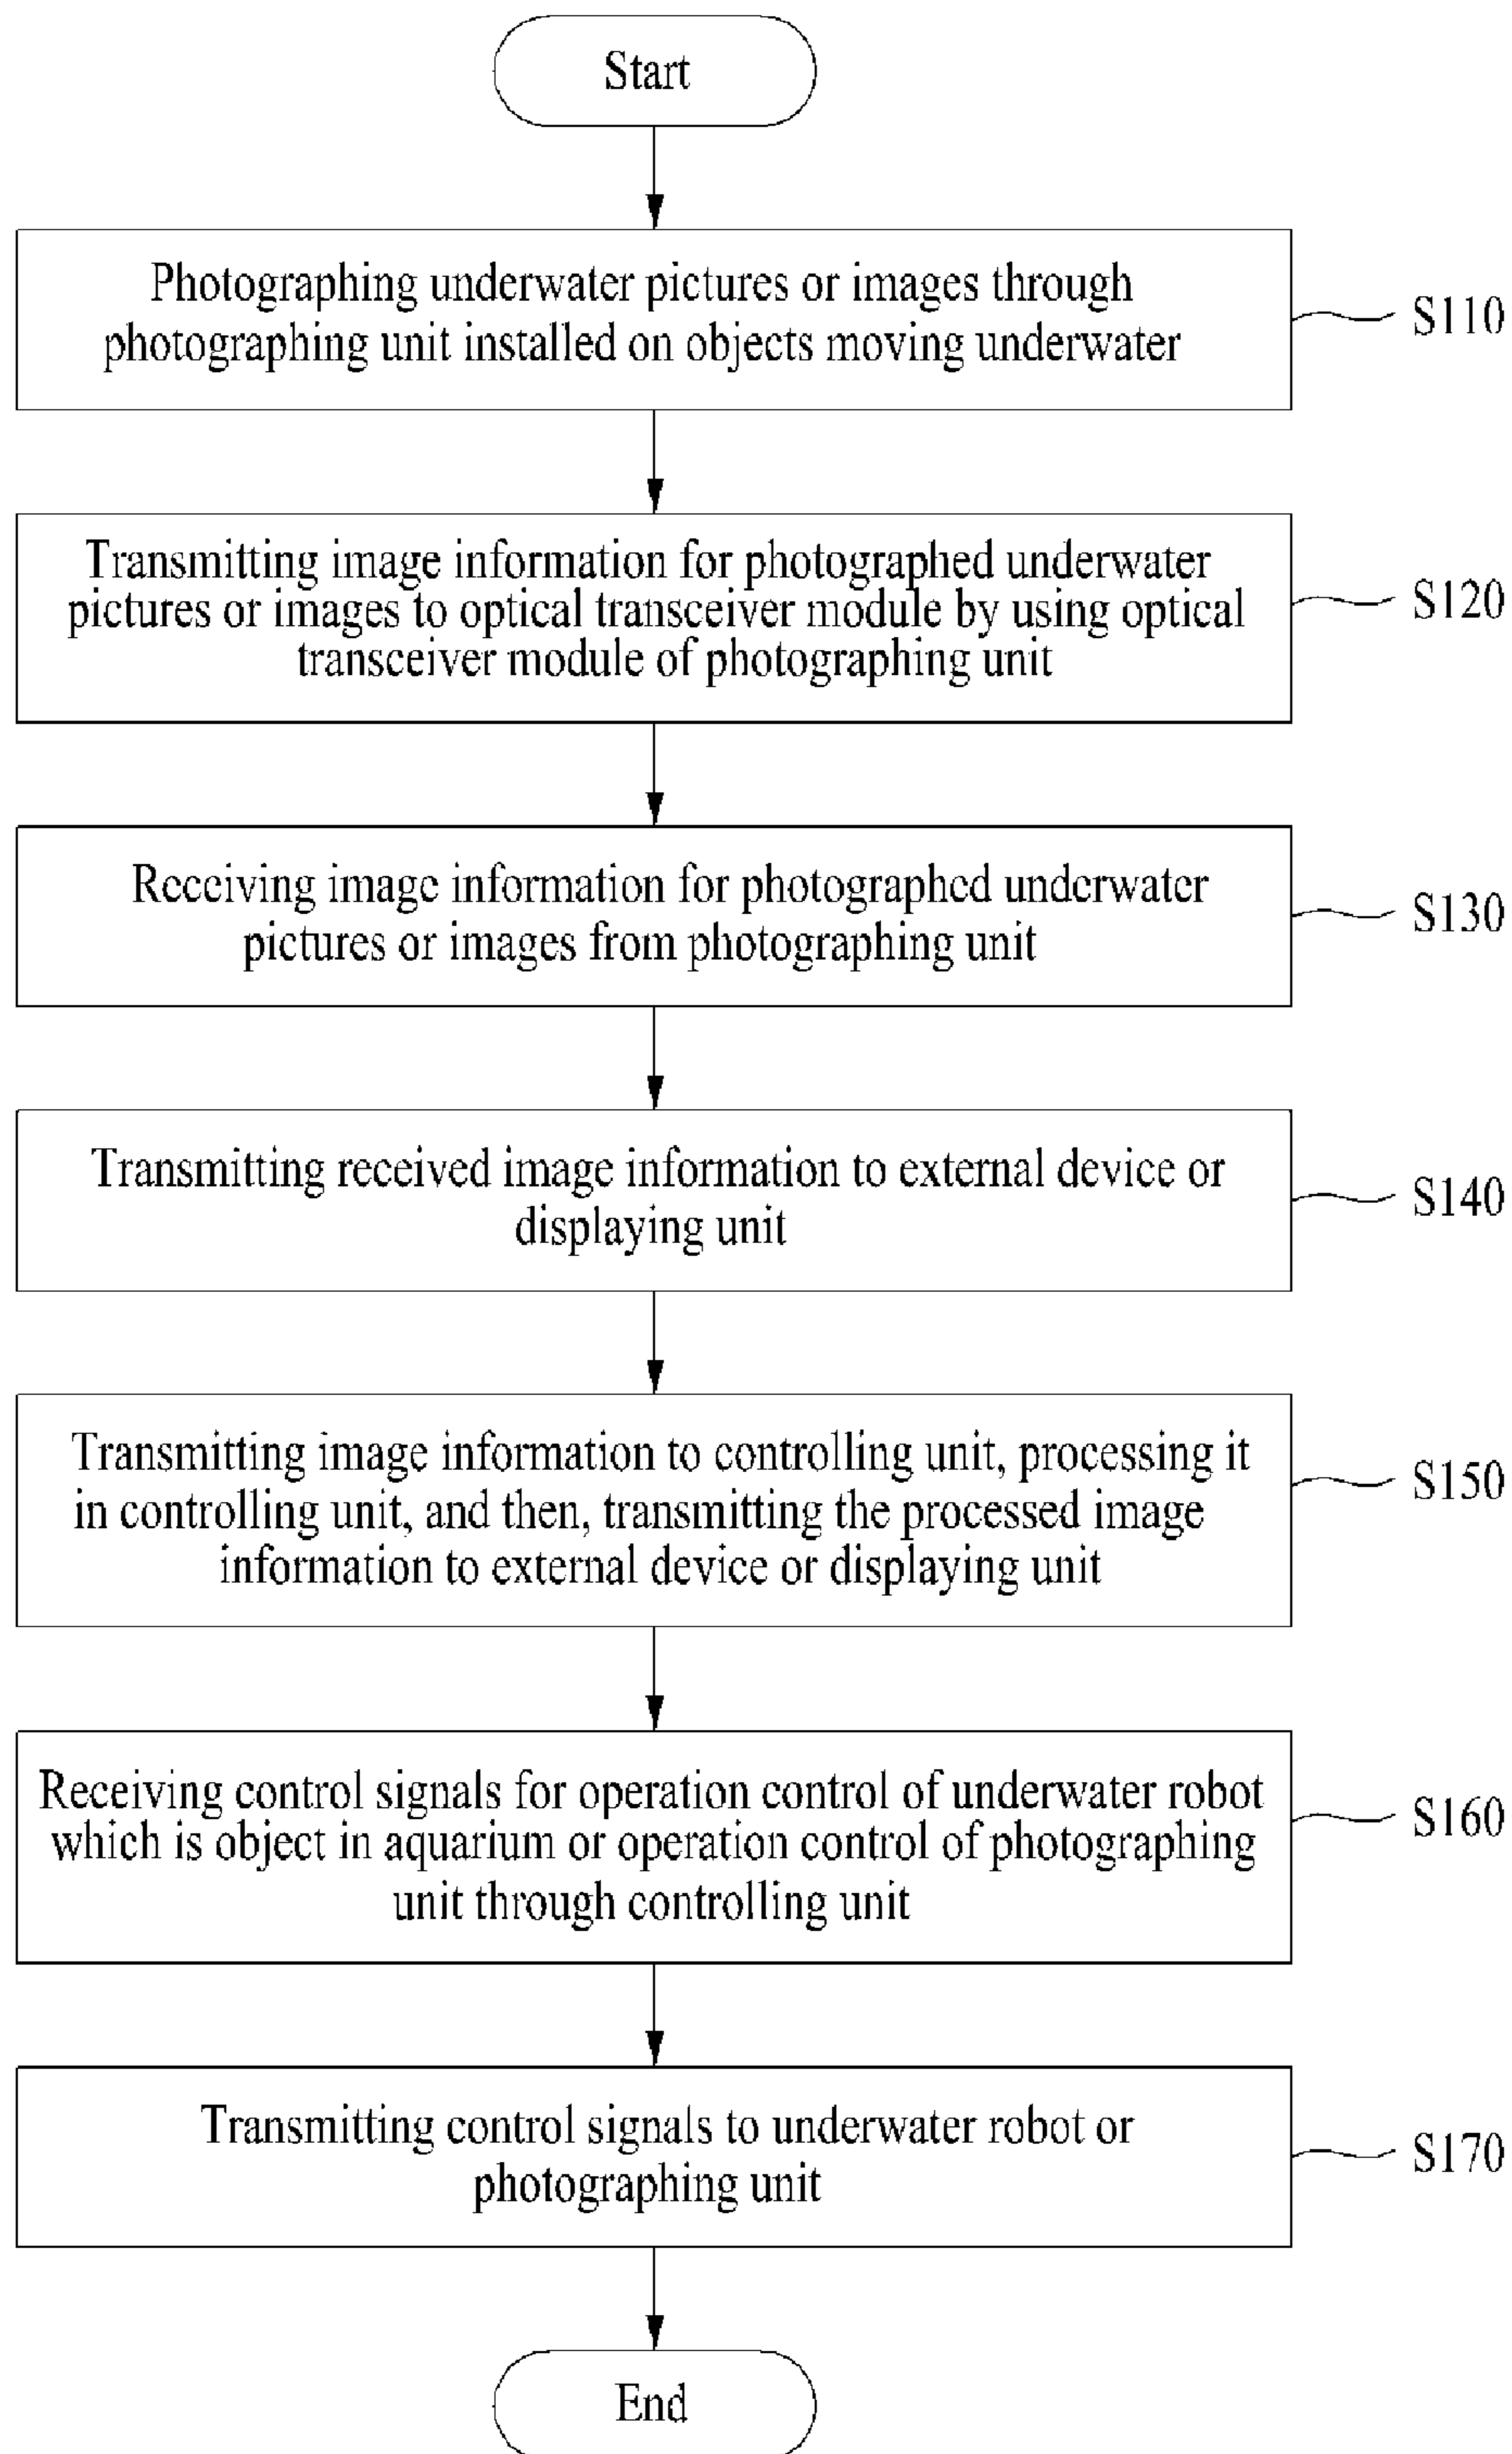 Start
Photographing underwater pictures or images through
photographing unit installed on objects moving underwater
S110
Transmitting image information for photographed underwater
pictures or images to optical transceiver module by using optical
transceiver module of photographing unit
S120
Receiving image information for photographed underwater
pictures or images from photographing unit
S130
Transmitting received image information to external device or
displaying unit
S140
Transmitting image information to controlling unit, processing it
in controlling unit, and then, transmitting the processed image
information to external device or displaying unit
S150
Receiving control signals for operation control of underwater robot
which is object in aquarium or operation control of photographing
unit through controlling unit
S160
Transmitting control signals to underwater robot or
photographing unit
S170
End